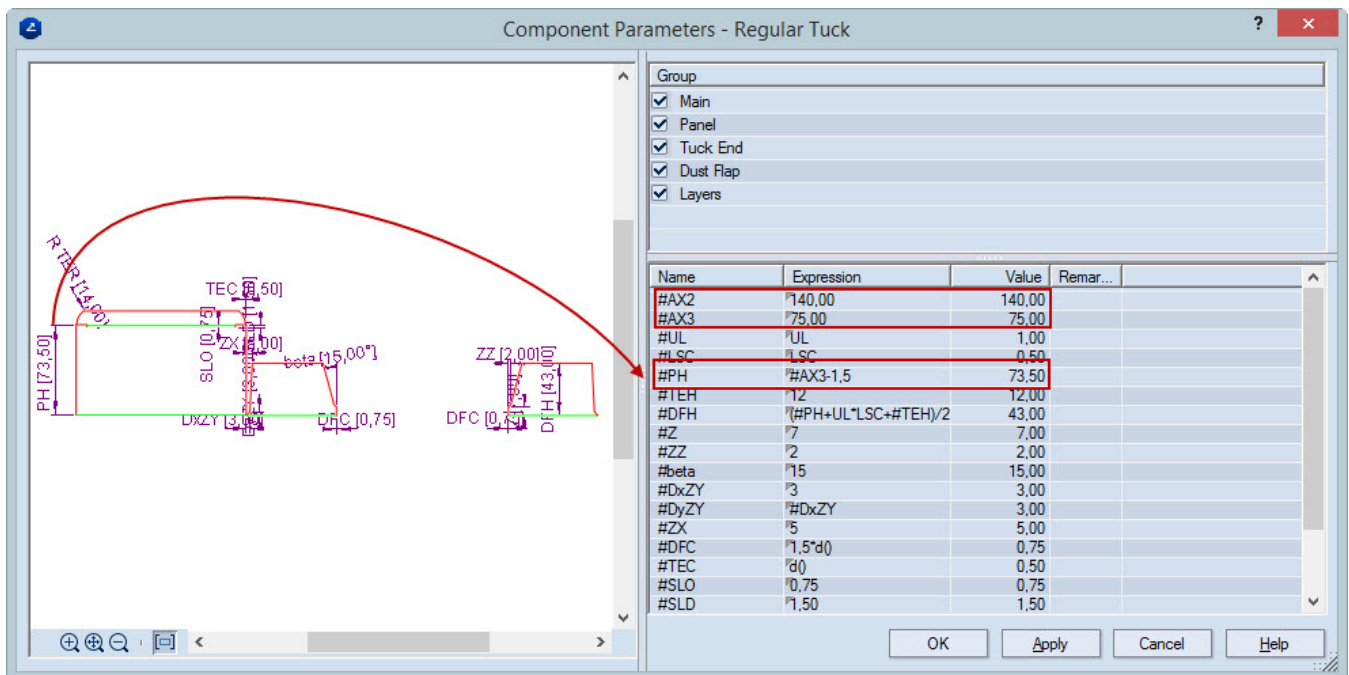 Component Parameters - Regular Tuck
?
Group
Main
Panel
Tuck End
Dust Flap
Layers
R TER [14,00]
TEC [0,50]
SLO [0,75]
ZX [5,00]
beta [15,00°]
ZZ [2,00]
PH [73,50]
DxZY [3,00]
DFC [0,75]
DFC [0,75]
DFH [43,00]
Name Expression Value Remar...
#AX2 140,00 140,00
#AX3 75,00 75,00
#UL UL 1,00
#LSC LSC 0,50
#PH #AX3-1,5 73,50
#TEH 12 12,00
#DFH (#PH+UL*LSC+#TEH)/2 43,00
#Z 7 7,00
#ZZ 2 2,00
#beta 15 15,00
#DxZY 3 3,00
#DyZY #DxZY 3,00
#ZX 5 5,00
#DFC 1,5*d() 0,75
#TEC d() 0,50
#SLO 0,75 0,75
#SLD 1,50 1,50
OK Apply Cancel Help